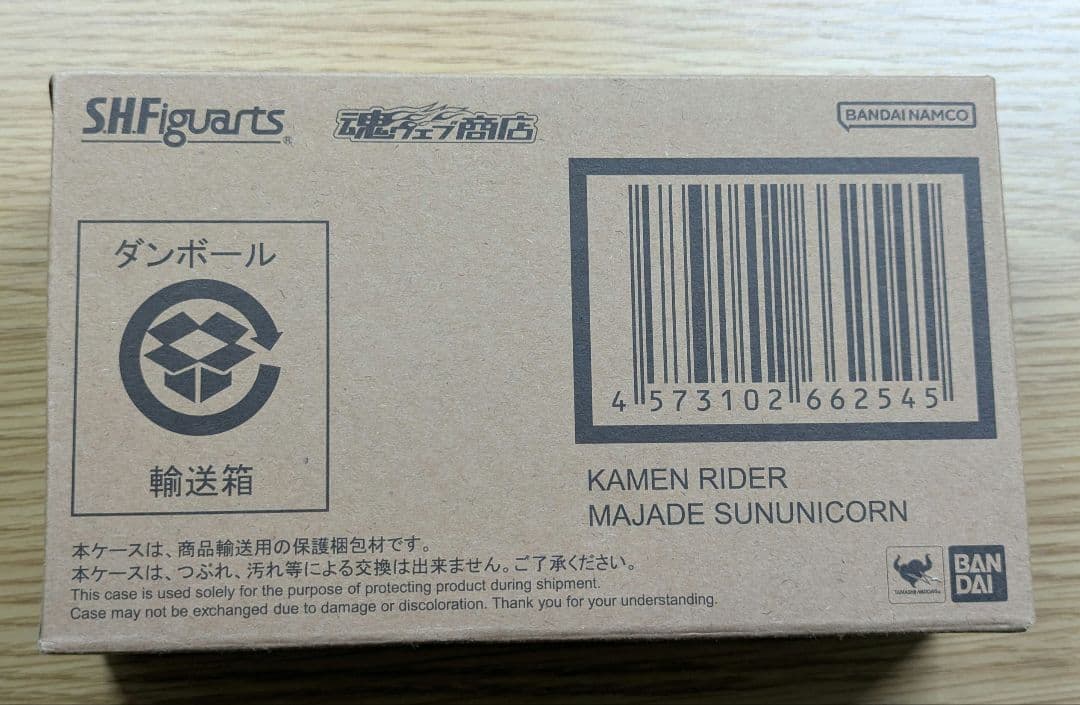 S.H.Figuarts®
魂ウェブ商店
BANDAI NAMCO
ダンボール
輸送箱
4 573102 662545
KAMEN RIDER
MAJADE SUNUNICORN
本ケースは、商品輸送用の保護梱包材です。
本ケースは、つぶれ、汚れ等による交換は出来ません。ご了承ください。
This case is used solely for the purpose of protecting product during shipment.
Case may not be exchanged due to damage or discoloration. Thank you for your understanding.
TAMASHII NATIONS
BAN
DAI